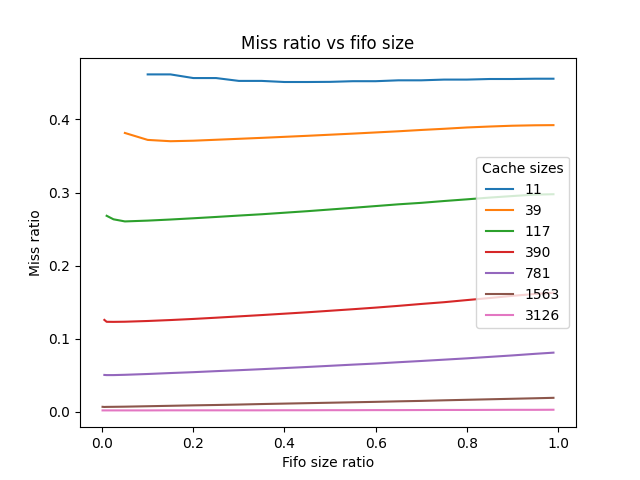 Miss ratio vs fifo size
Miss ratio
0.4
0.3
0.2
0.1
0.0
Cache sizes
11
39
117
390
781
1563
3126
0.0 0.2 0.4 0.6 0.8 1.0
Fifo size ratio